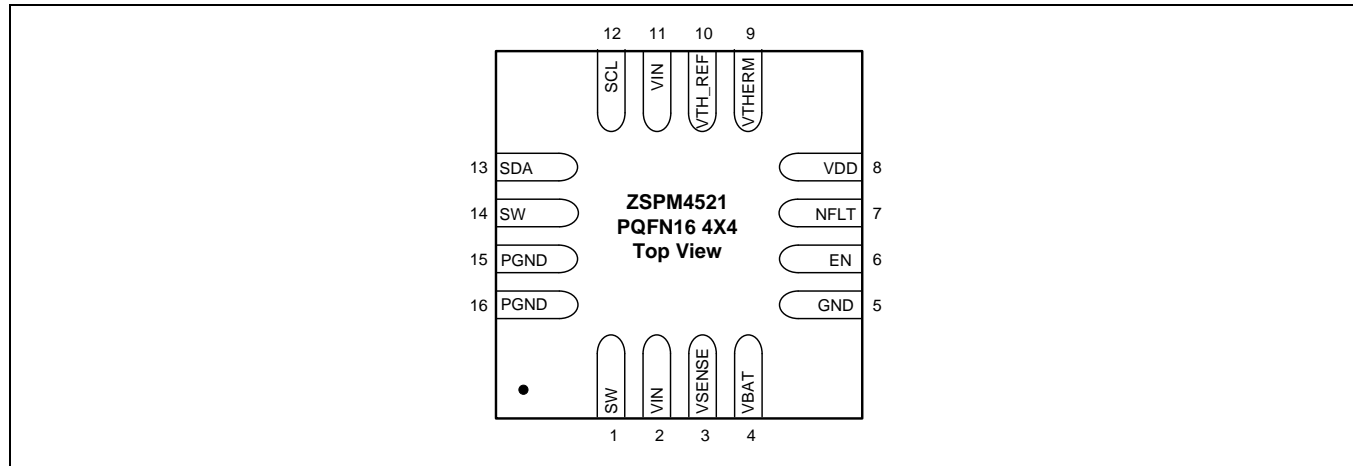 12 11 10 9
SCL VIN VTH_REF VTHERM
13 SDA VDD 8
14 SW NFLT 7
15 PGND EN 6
16 PGND GND 5
ZSPM4521
PQFN16 4X4
Top View
SW VIN VSENSE VBAT
1 2 3 4